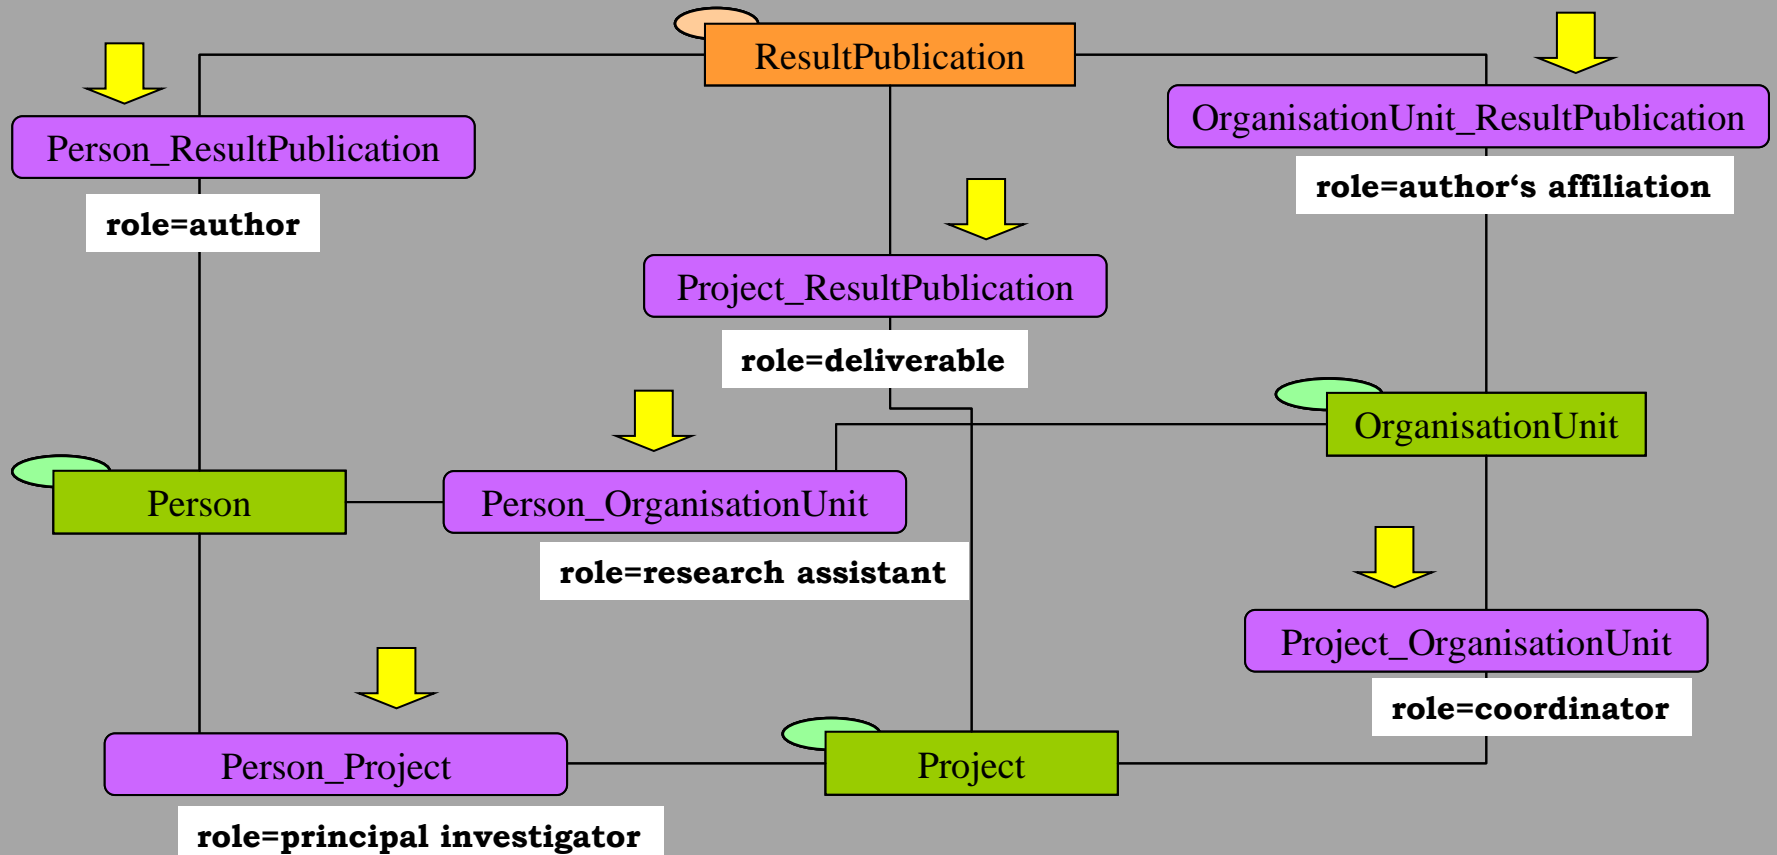 ResultPublication
OrganisationUnit_ResultPublication
Person_ResultPublication
role=author's affiliation
role=author
Project_ResultPublication
role=deliverable
OrganisationUnit
Person
Person_OrganisationUnit
role=research assistant
Project_OrganisationUnit
role=coordinator
Person_Project
Project
role=principal investigator